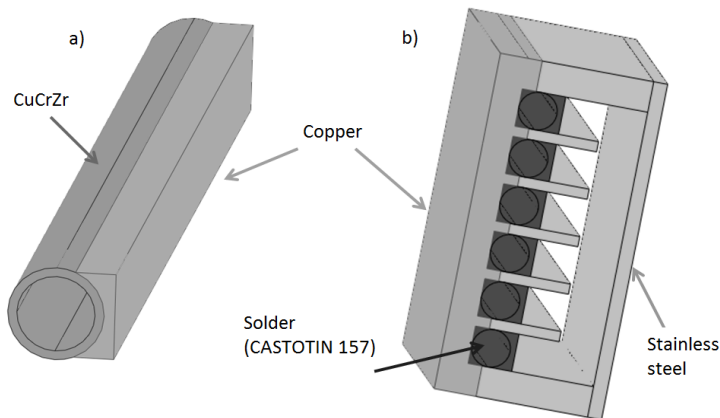 a)
b)
CuCrZr
Copper
Solder
(CASTOTIN 157)
Stainless
steel